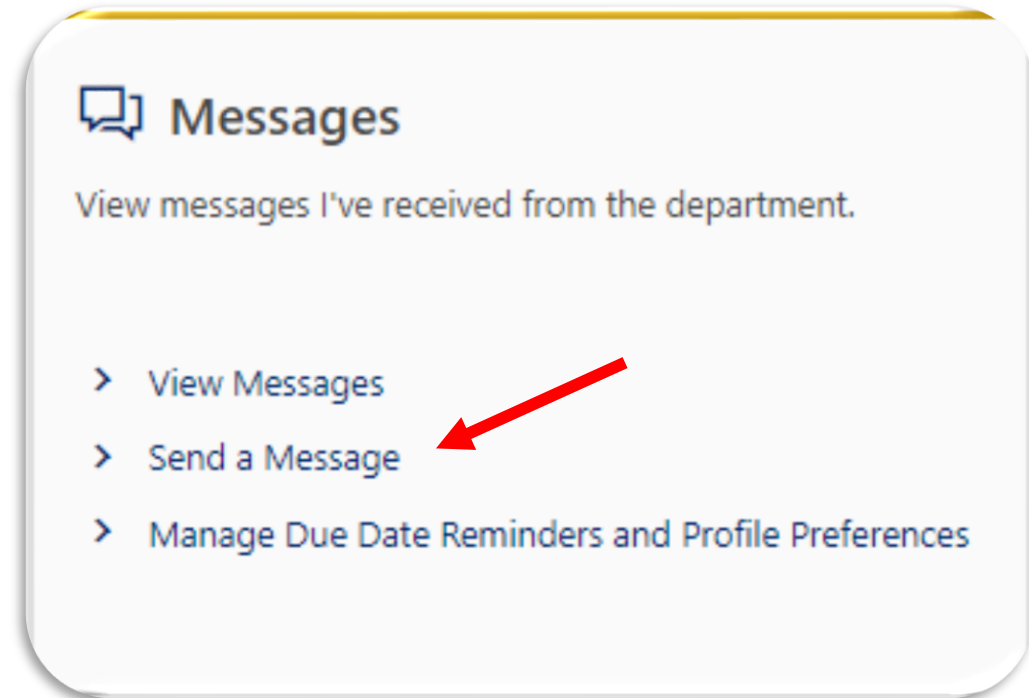 Messages
View messages I've received from the department.
View Messages
Send a Message
Manage Due Date Reminders and Profile Preferences